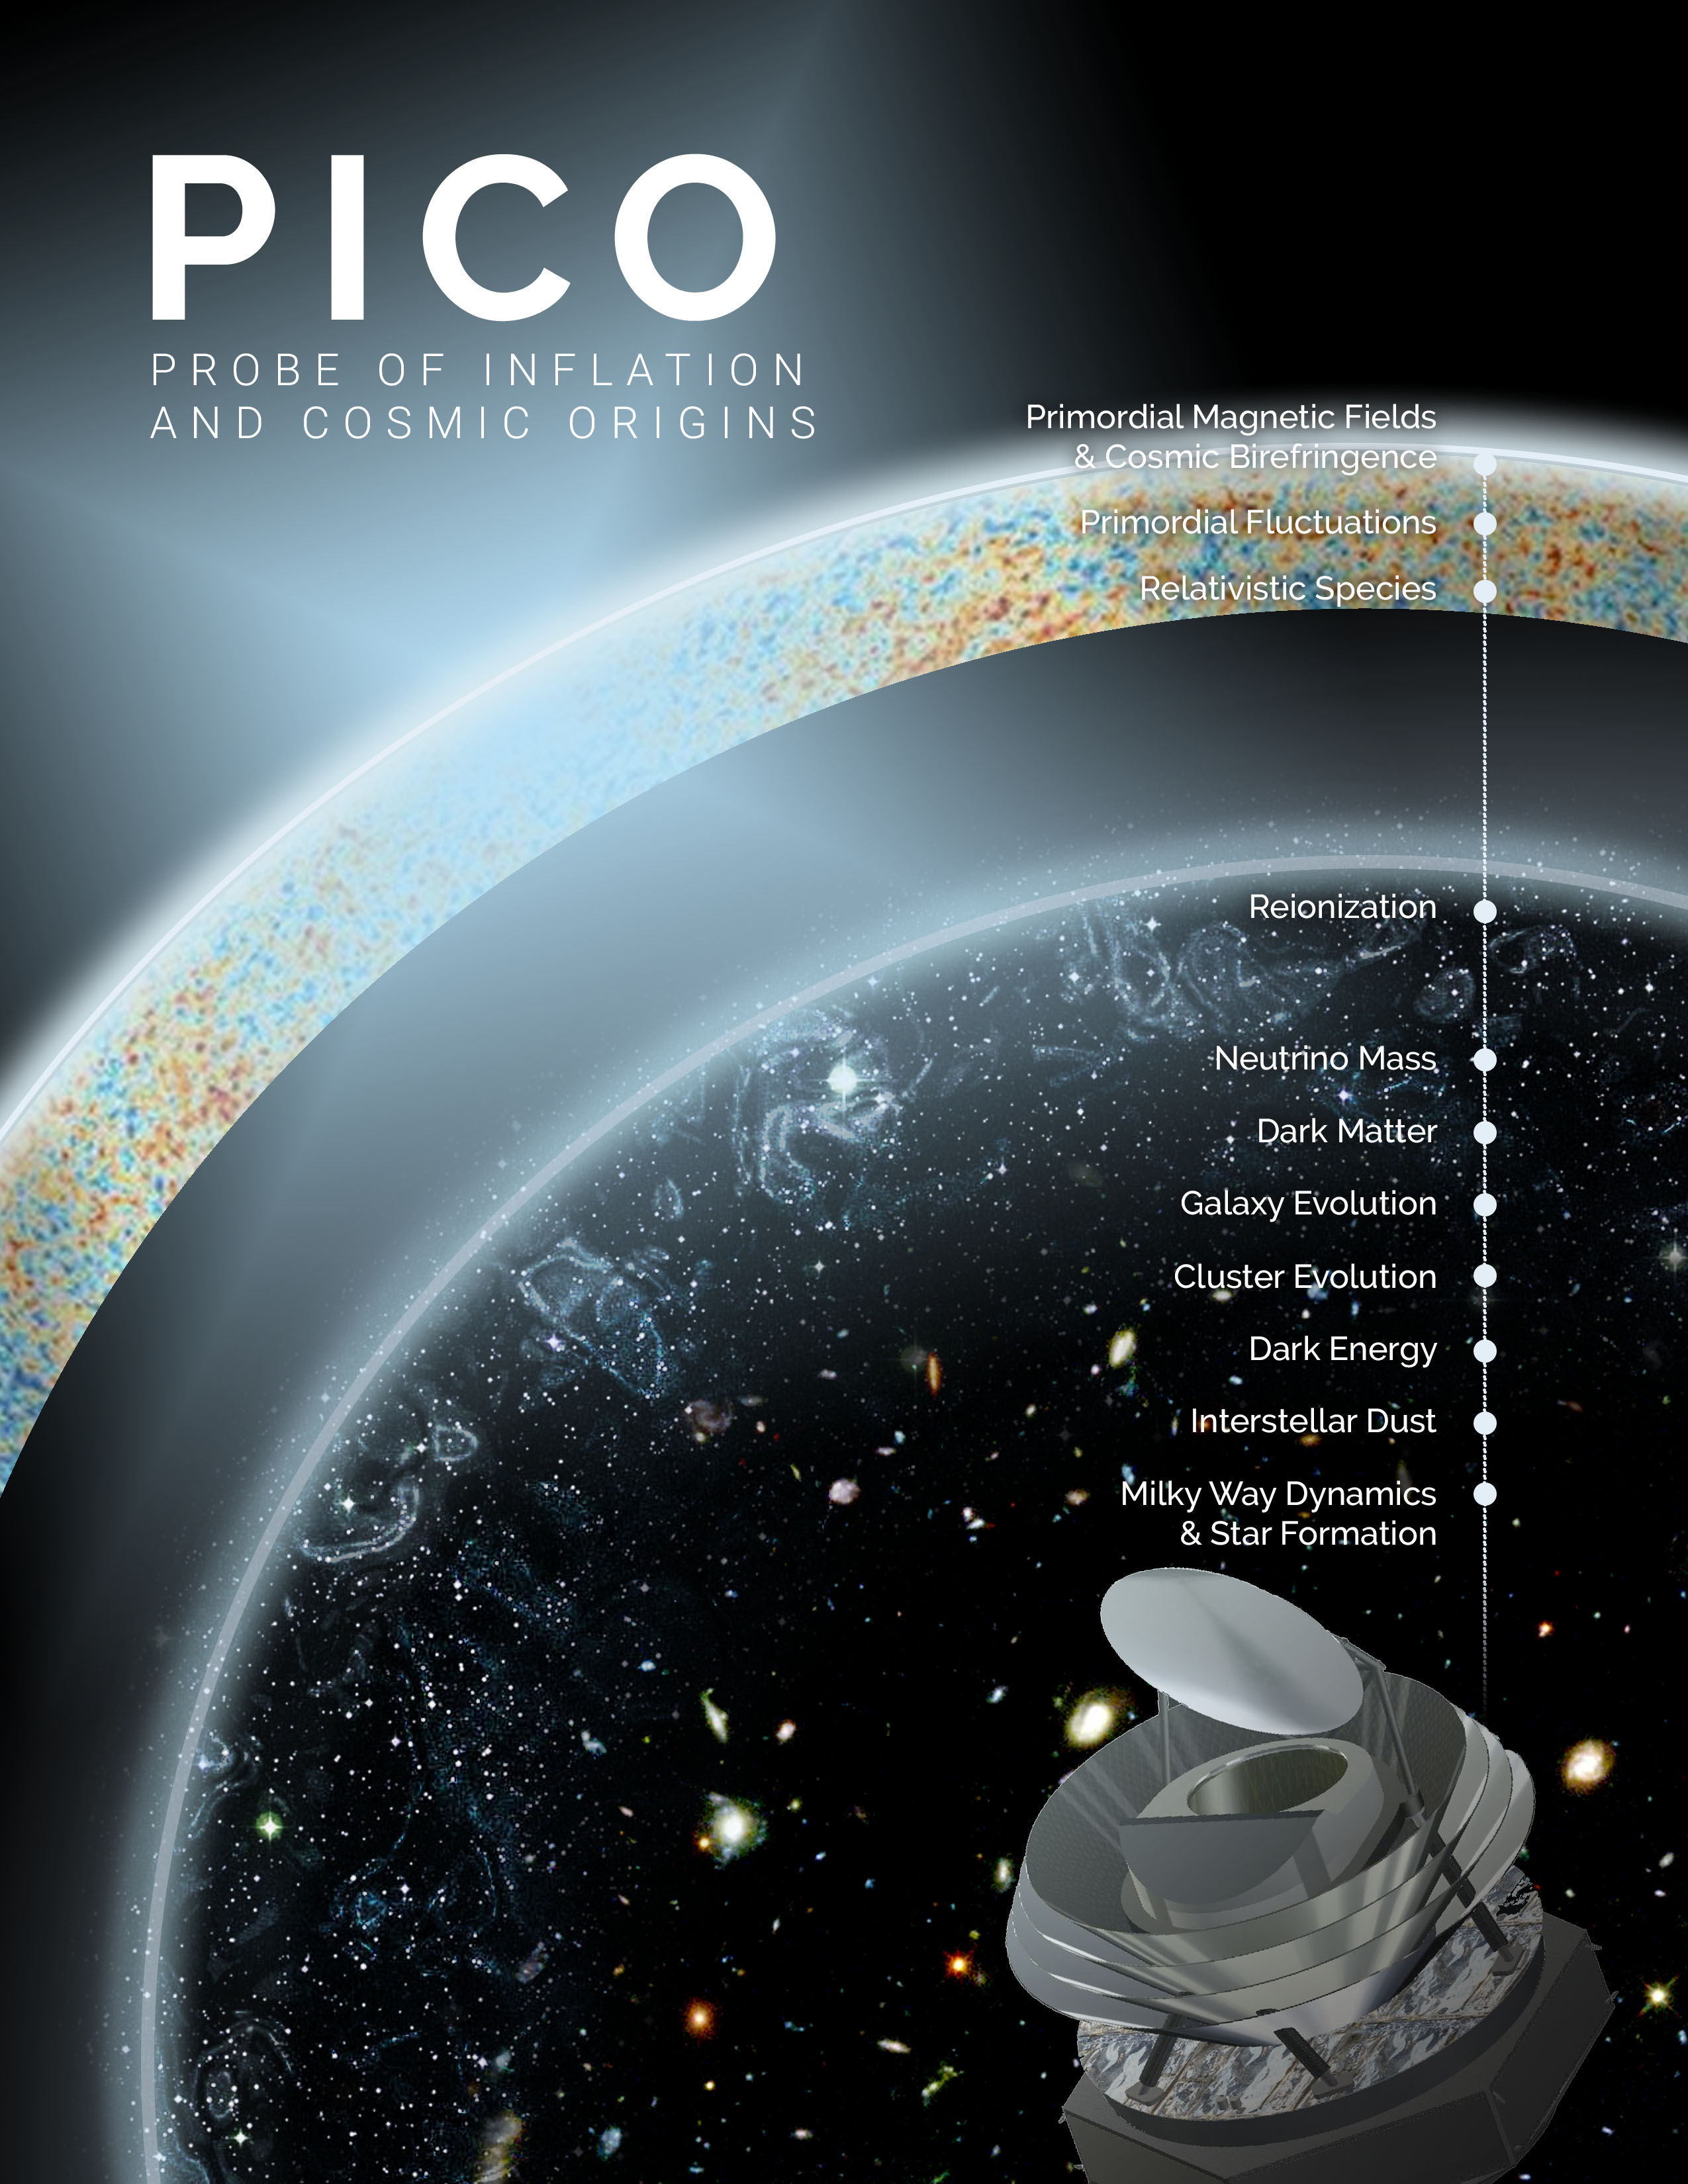 PICO
PROBE OF INFLATION
AND COSMIC ORIGINS
Primordial Magnetic Fields
& Cosmic Birefringence
Primordial Fluctuations
Relativistic Species
Reionization
Neutrino Mass
Dark Matter
Galaxy Evolution
Cluster Evolution
Dark Energy
Interstellar Dust
Milky Way Dynamics
& Star Formation